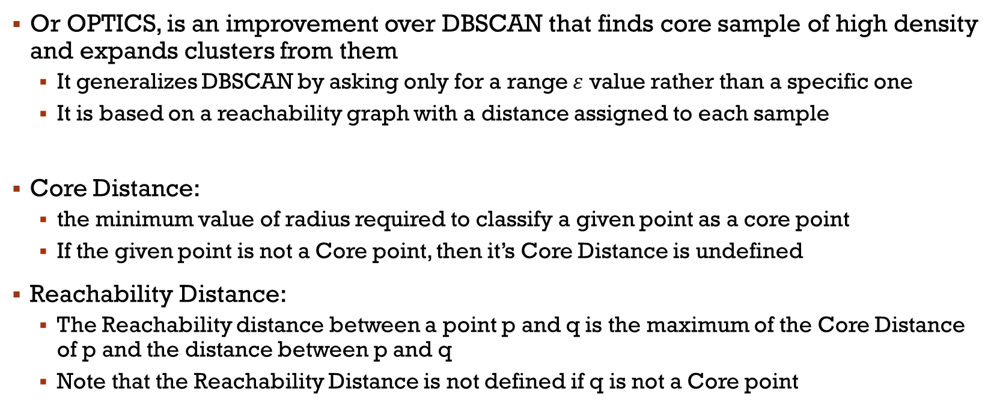 ▪ Or OPTICS, is an improvement over DBSCAN that finds core sample of high density
and expands clusters from them
▪ It generalizes DBSCAN by asking only for a range ε value rather than a specific one
▪ It is based on a reachability graph with a distance assigned to each sample
▪ Core Distance:
▪ the minimum value of radius required to classify a given point as a core point
▪ If the given point is not a Core point, then it’s Core Distance is undefined
▪ Reachability Distance:
▪ The Reachability distance between a point p and q is the maximum of the Core Distance
of p and the distance between p and q
▪ Note that the Reachability Distance is not defined if q is not a Core point